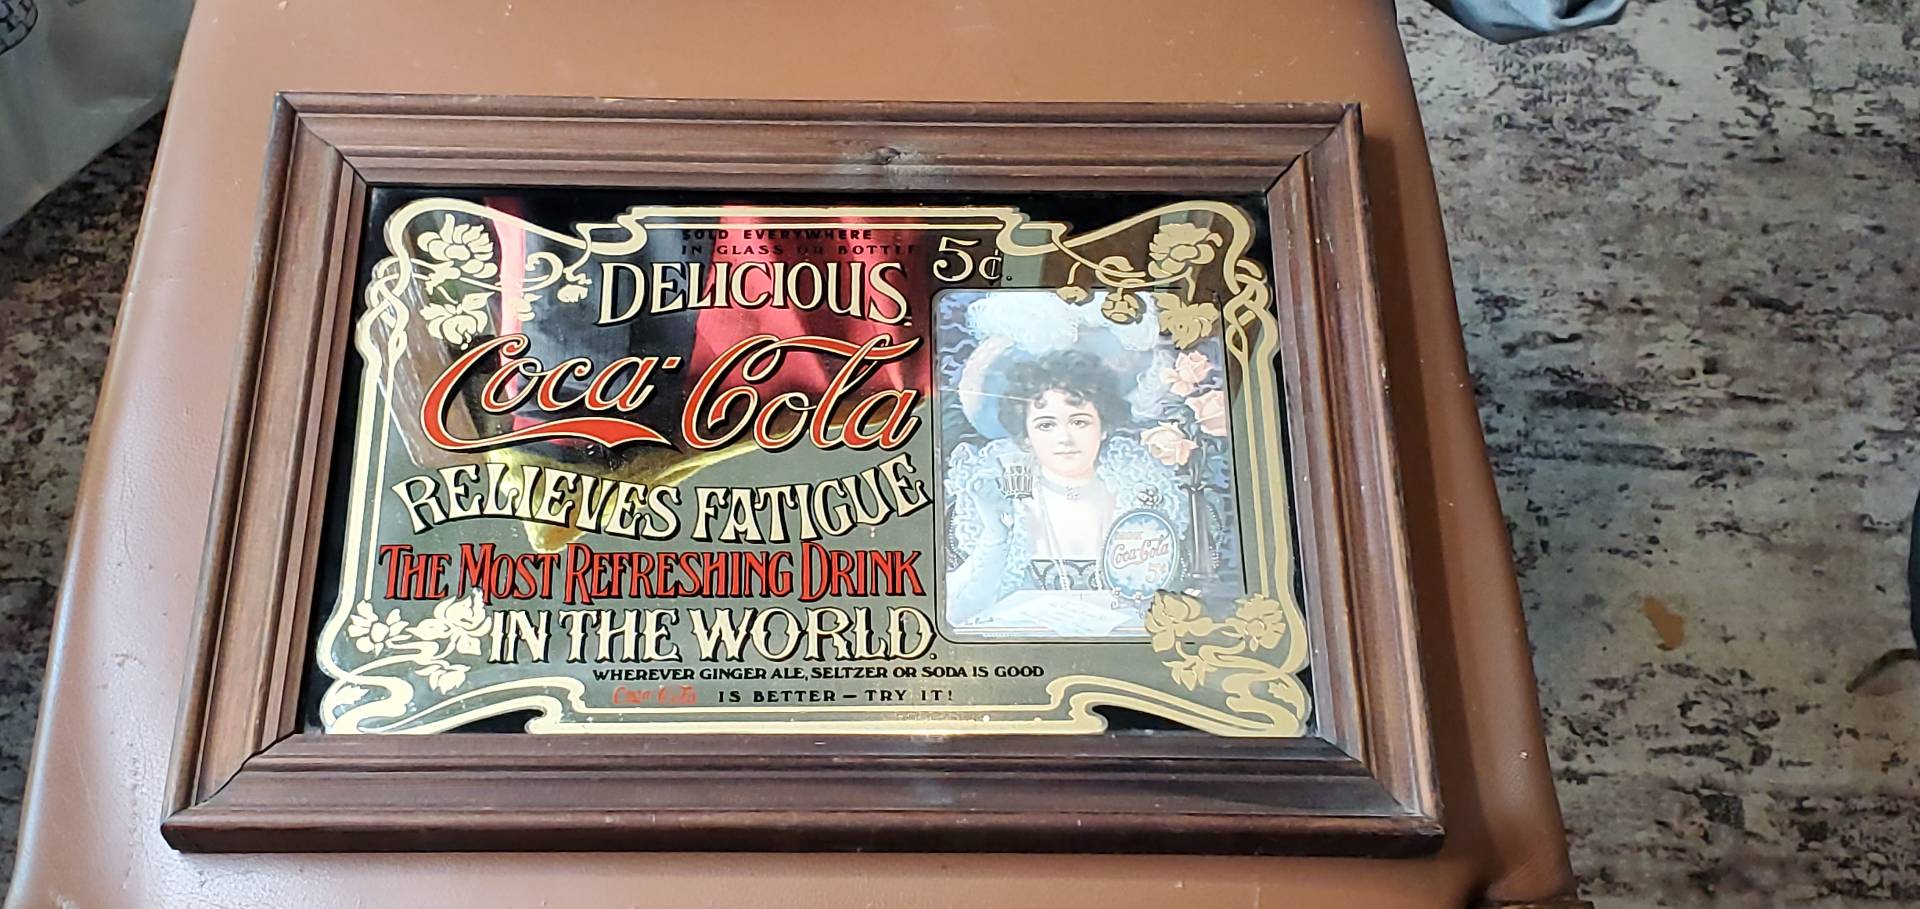 SOLD EVERYWHERE
IN GLASS OR BOTTLE
5¢.
DELICIOUS.
Coca-Cola
RELIEVES FATIGUE
THE MOST REFRESHING DRINK
IN THE WORLD.
WHEREVER GINGER ALE, SELTZER OR SODA IS GOOD
Coca-Cola IS BETTER – TRY IT!
Coca-Cola
5¢